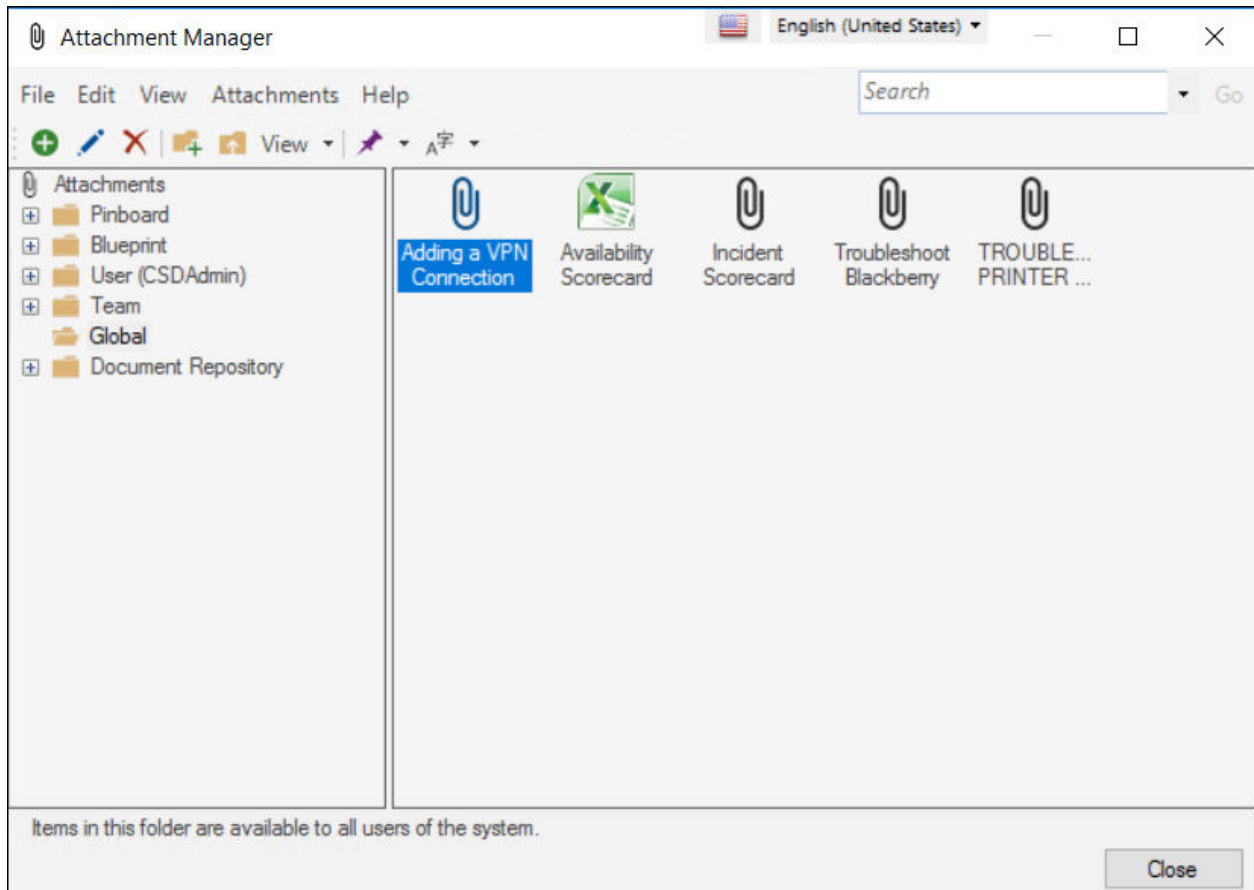 Attachment Manager
English (United States)
File Edit View Attachments Help
Search
Go
View
A字
Attachments
Pinboard
Blueprint
User (CSDAdmin)
Team
Global
Document Repository
Adding a VPN
Connection
Availability
Scorecard
Incident
Scorecard
Troubleshoot
Blackberry
TROUBLE...
PRINTER ...
Items in this folder are available to all users of the system.
Close